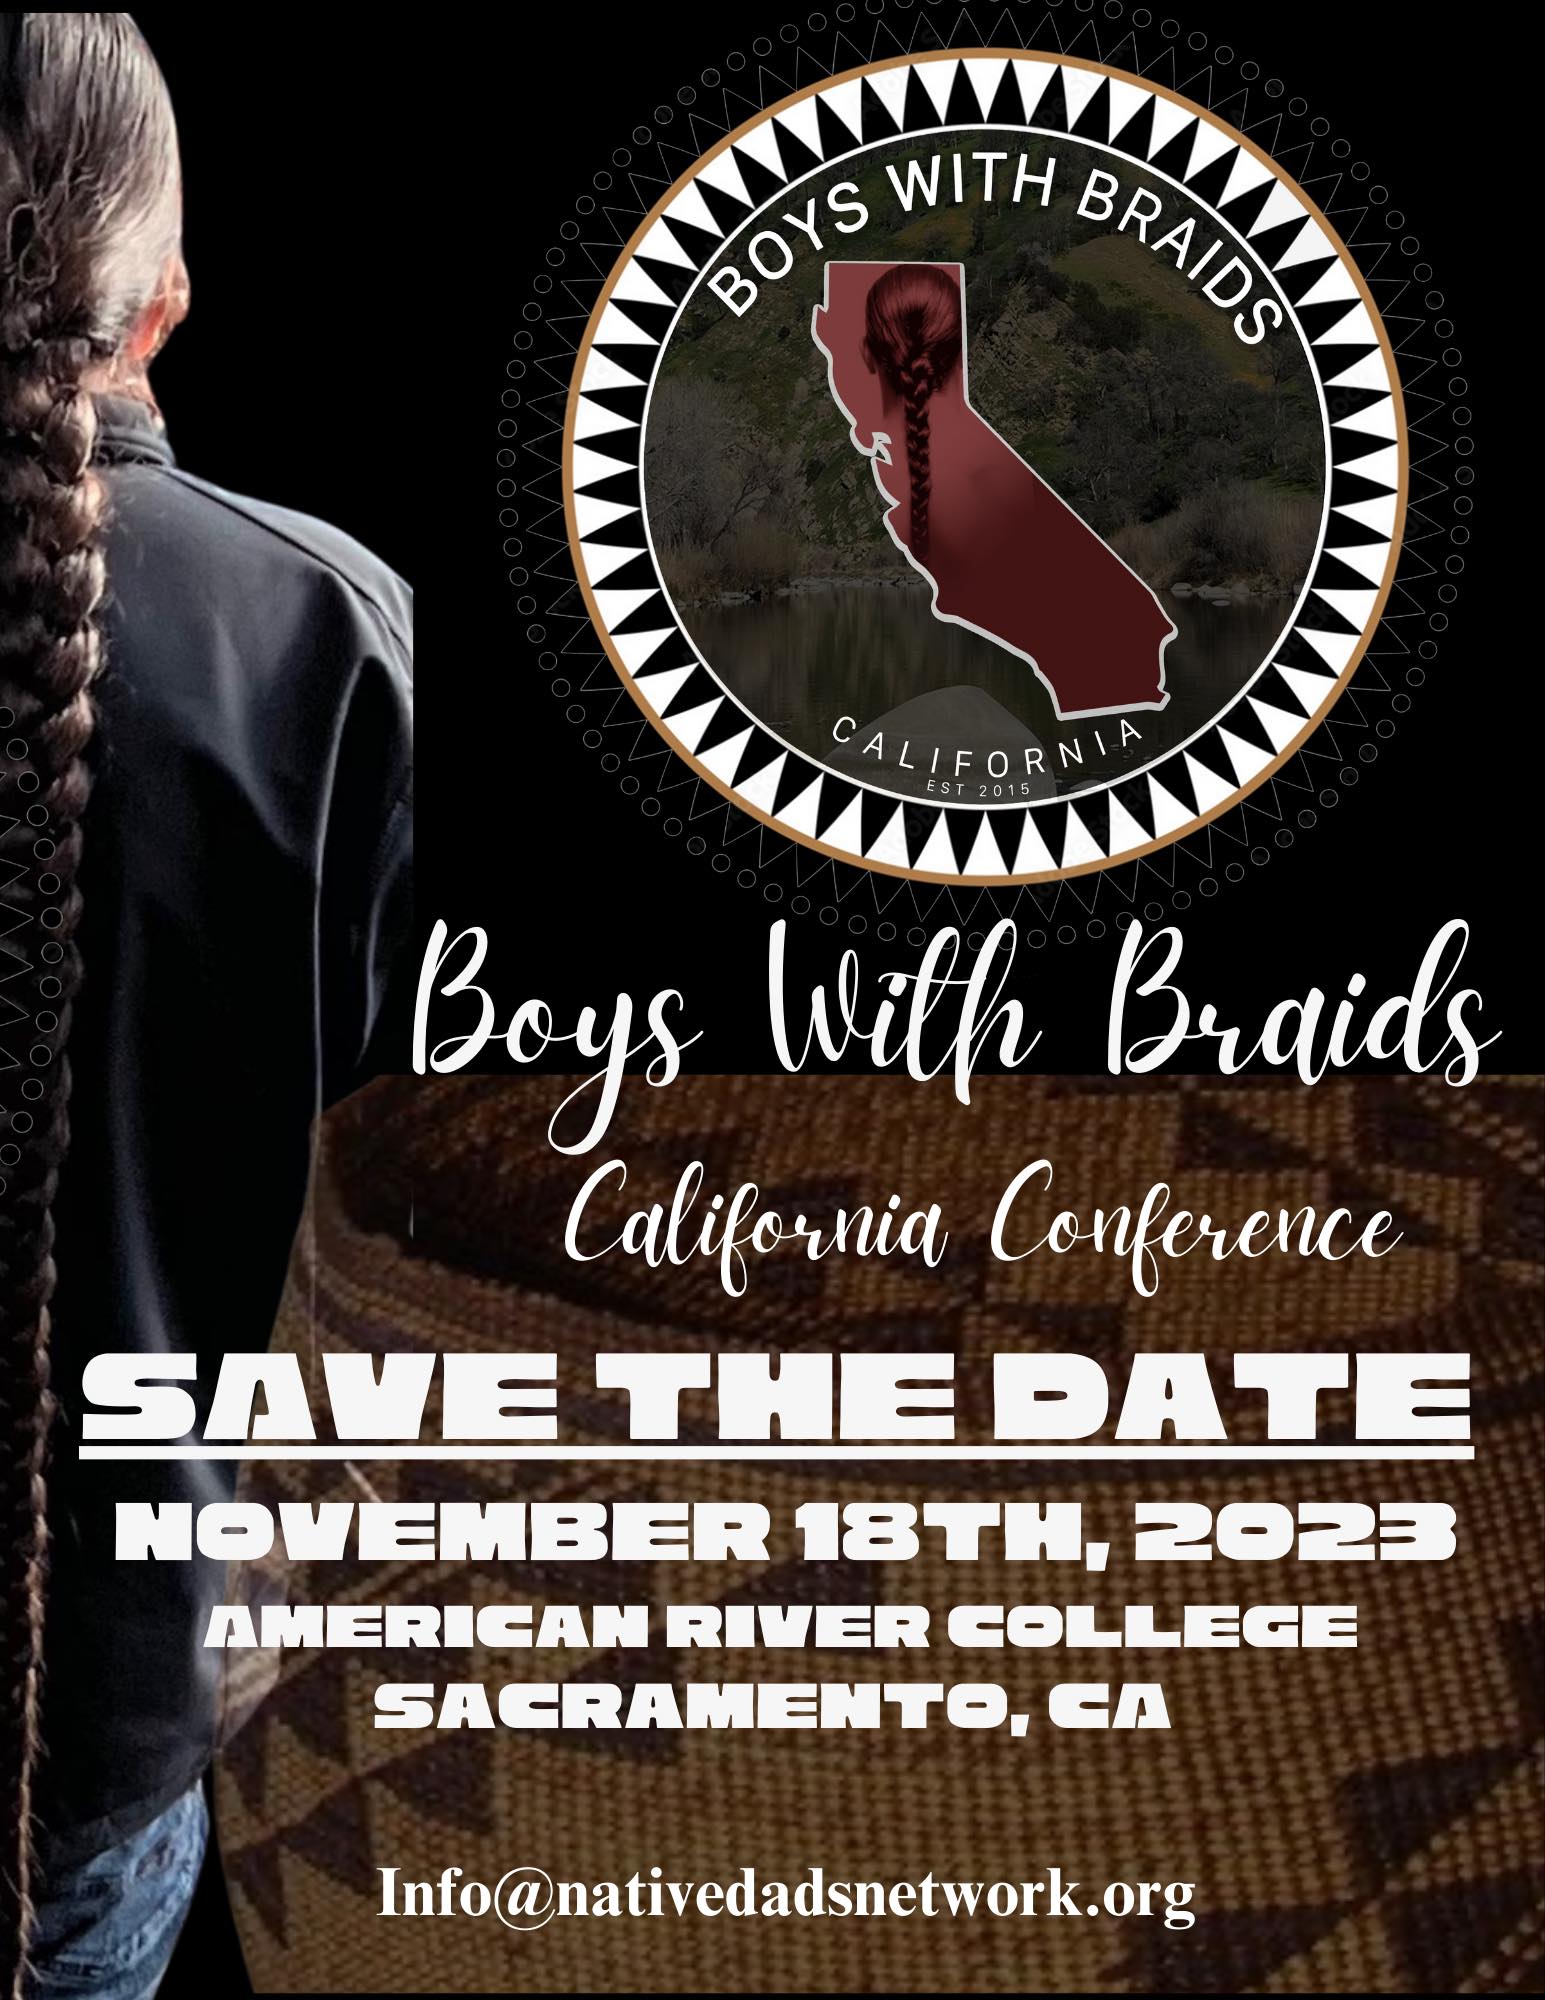 BOYS WITH BRAIDS
CALIFORNIA
EST 2015
Boys With Braids
California Conference
SAVE THE DATE
NOVEMBER 18TH, 2023
AMERICAN RIVER COLLEGE
SACRAMENTO, CA
Info@nativedadsnetwork.org